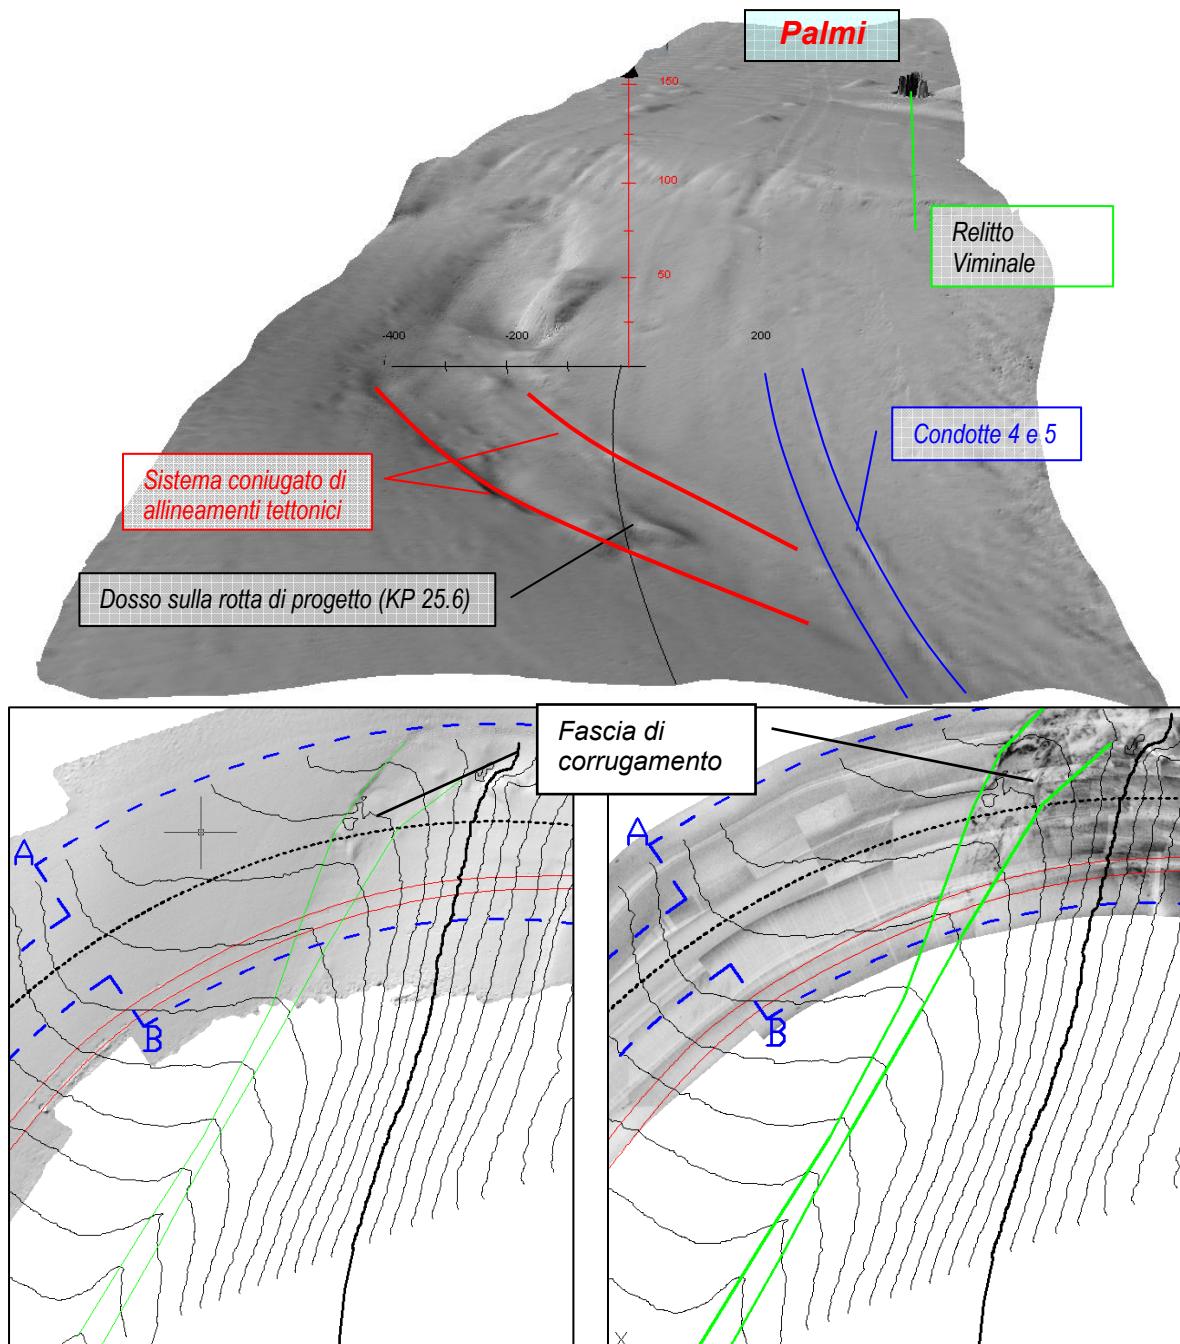 Palmi
150
100
50
-400
-200
200
Relitto
Viminale
Condotte 4 e 5
Sistema coniugato di
allineamenti tettonici
Dosso sulla rotta di progetto (KP 25.6)
Fascia di
corrugamento
A
B
A
B
X